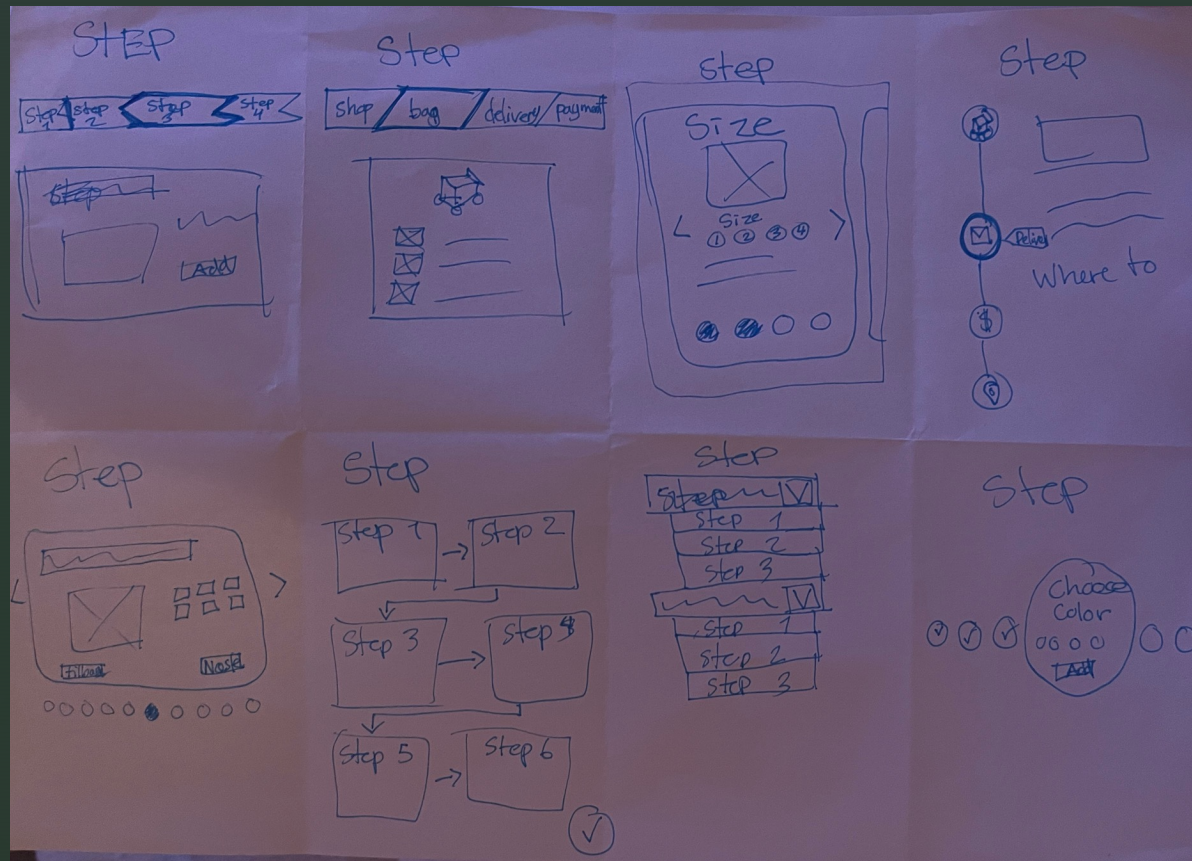 STEP
Step 1
Step 2
Step 3
Step 4
Add
Step
Shop
bag
delivery
payment
Step
Size
Size
1 2 3 4
Step
$
Where to
Step
Step
Step 1
Step 2
Step 3
Step 4
Step 5
Step 6
Step
Step
Step 1
Step 2
Step 3
Step 1
Step 2
Step 3
Step
Choose
Color
Add